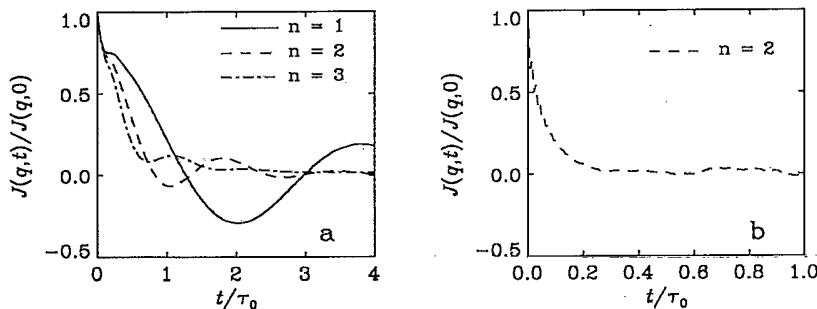 1.0
0.5
0.0
−0.5
J(q,t)/J(q,0)
n = 1
n = 2
n = 3
a
0 1 2 3 4
t/τ₀
1.0
0.5
0.0
−0.5
J(q,t)/J(q,0)
n = 2
b
0.0 0.2 0.4 0.6 0.8 1.0
t/τ₀